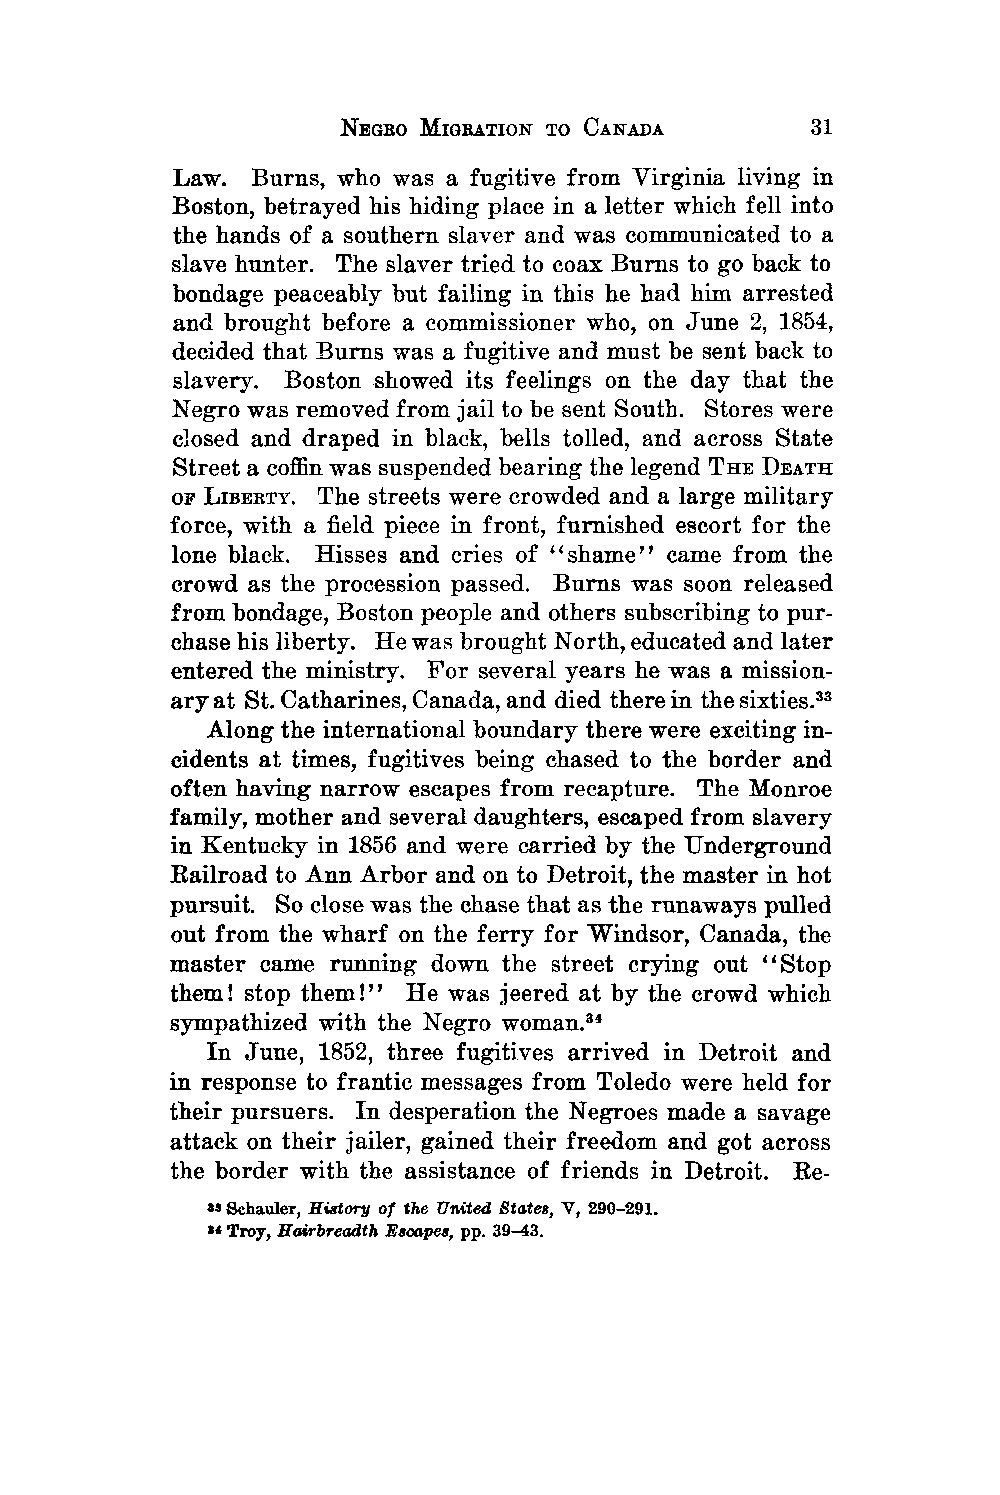 NEGRO MIGRATION TO CANADA 31
Law. Burns, who was a fugitive from Virginia living in
Boston, betrayed his hiding place in a letter which fell into
the hands of a southern slaver and was communicated to a
slave hunter. The slaver tried to coax Burns to go back to
bondage peaceably but failing in this he had him arrested
and brought before a commissioner who, on June 2, 1854,
decided that Burns was a fugitive and must be sent back to
slavery. Boston showed its feelings on the day that the
Negro was removed from jail to be sent South. Stores were
closed and draped in black, bells tolled, and across State
Street a coffin was suspended bearing the legend THE DEATH
OF LIBERTY. The streets were crowded and a large military
force, with a field piece in front, furnished escort for the
lone black. Hisses and cries of "shame" came from the
crowd as the procession passed. Burns was soon released
from bondage, Boston people and others subscribing to pur-
chase his liberty. He was brought North, educated and later
entered the ministry. For several years he was a mission-
ary at St. Catharines, Canada, and died there in the sixties.³³
Along the international boundary there were exciting in-
cidents at times, fugitives being chased to the border and
often having narrow escapes from recapture. The Monroe
family, mother and several daughters, escaped from slavery
in Kentucky in 1856 and were carried by the Underground
Railroad to Ann Arbor and on to Detroit, the master in hot
pursuit. So close was the chase that as the runaways pulled
out from the wharf on the ferry for Windsor, Canada, the
master came running down the street crying out "Stop
them! stop them!" He was jeered at by the crowd which
sympathized with the Negro woman.³⁴
In June, 1852, three fugitives arrived in Detroit and
in response to frantic messages from Toledo were held for
their pursuers. In desperation the Negroes made a savage
attack on their jailer, gained their freedom and got across
the border with the assistance of friends in Detroit. Re-
³³ Schauler, History of the United States, V, 290–291.
³⁴ Troy, Hairbreadth Escapes, pp. 39–43.